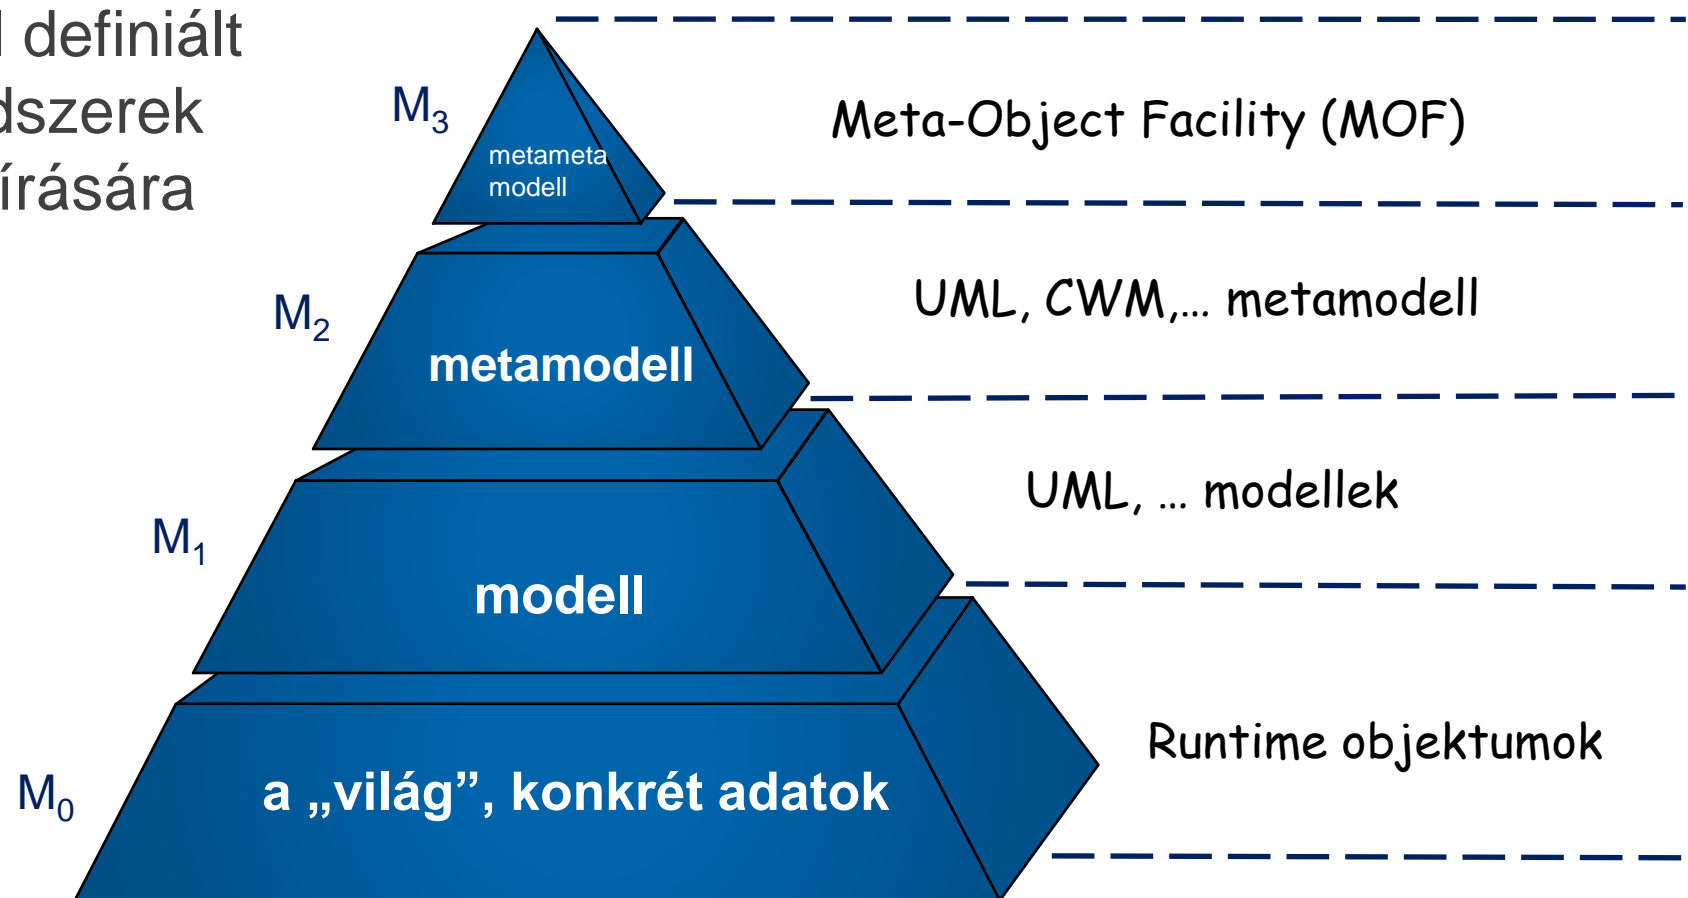 definiált
írására
M3
metameta
modell
Meta-Object Facility (MOF)
M2
metamodell
UML, CWM,... metamodell
M1
modell
UML, ... modellek
M0
a „világ”, konkrét adatok
Runtime objektumok